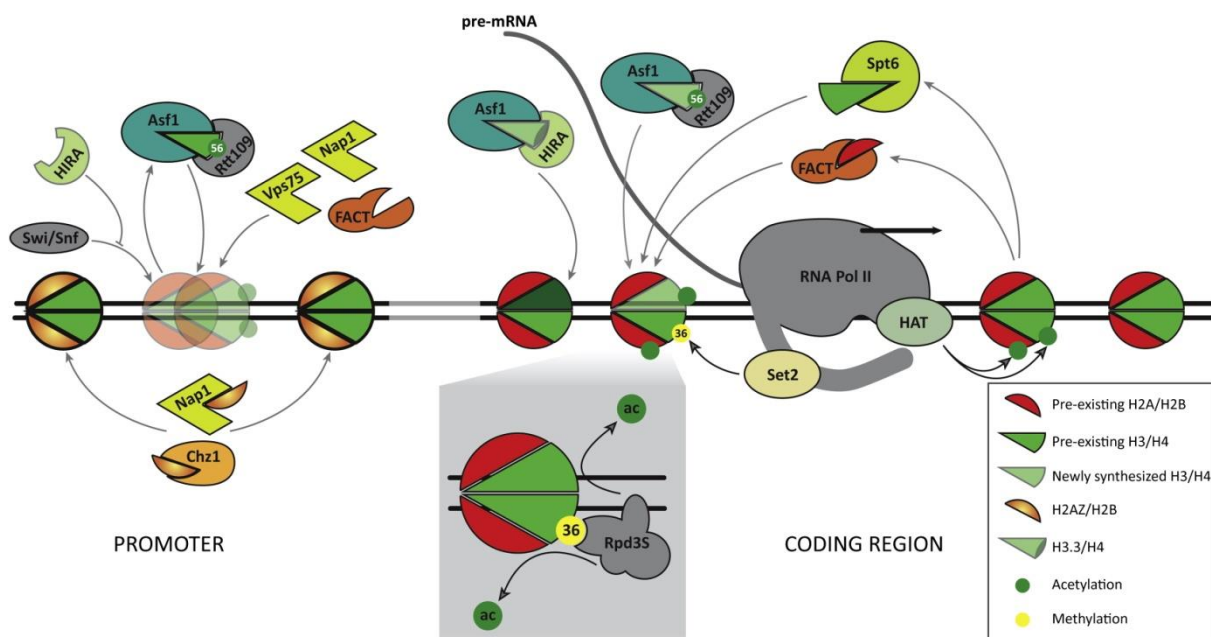 pre-mRNA
Asf1
56
Rtt109
HIRA
Nap1
Vps75
FACT
Swi/Snf
Asf1
HIRA
Asf1
56
Rtt109
Spt6
FACT
RNA Pol II
HAT
36
Set2
Nap1
Chz1
ac
36
Rpd3S
ac
PROMOTER
CODING REGION
Pre-existing H2A/H2B
Pre-existing H3/H4
Newly synthesized H3/H4
H2AZ/H2B
H3.3/H4
Acetylation
Methylation